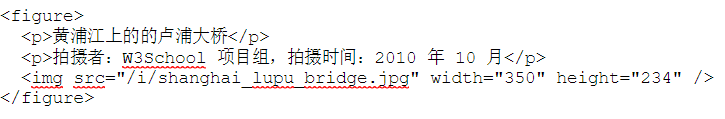 <figure>
  <p>黄浦江上的的卢浦大桥</p>
  <p>拍摄者：W3School 项目组，拍摄时间：2010 年 10 月</p>
  <img src="/i/shanghai_lupu_bridge.jpg" width="350" height="234" />
</figure>